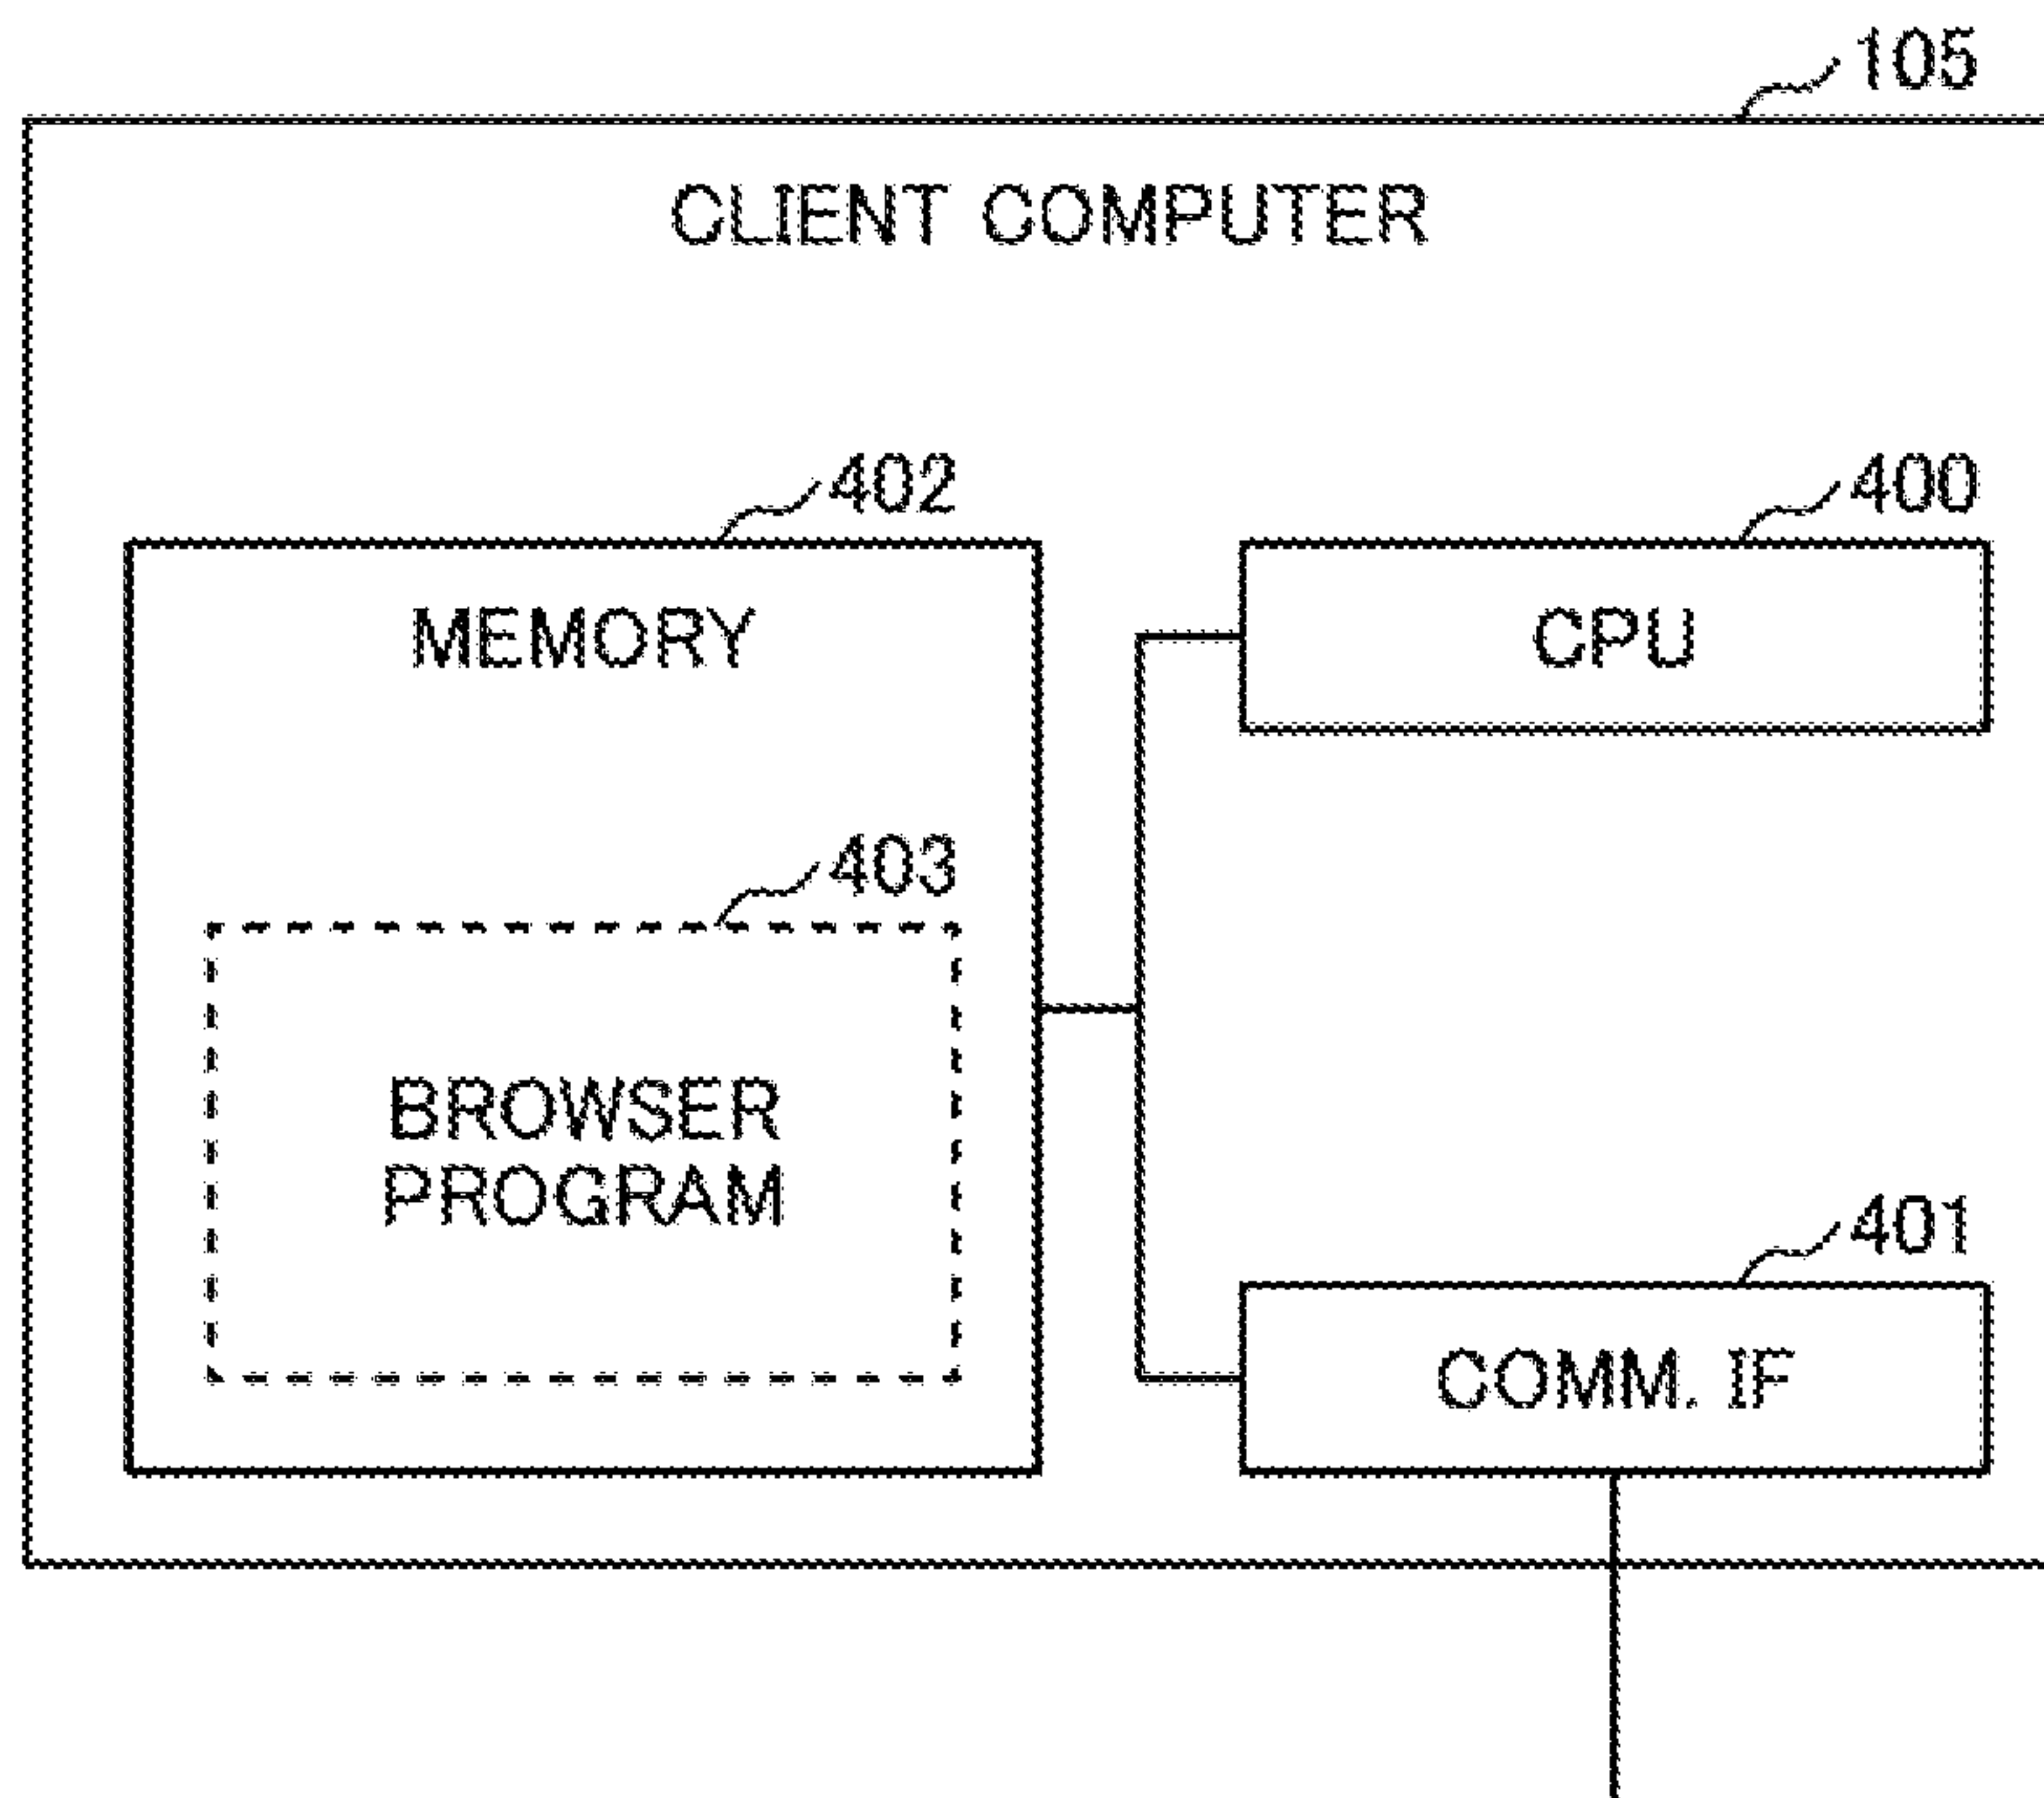 105
CLIENT COMPUTER
402
400
MEMORY
CPU
403
BROWSER
PROGRAM
401
COMM. IF